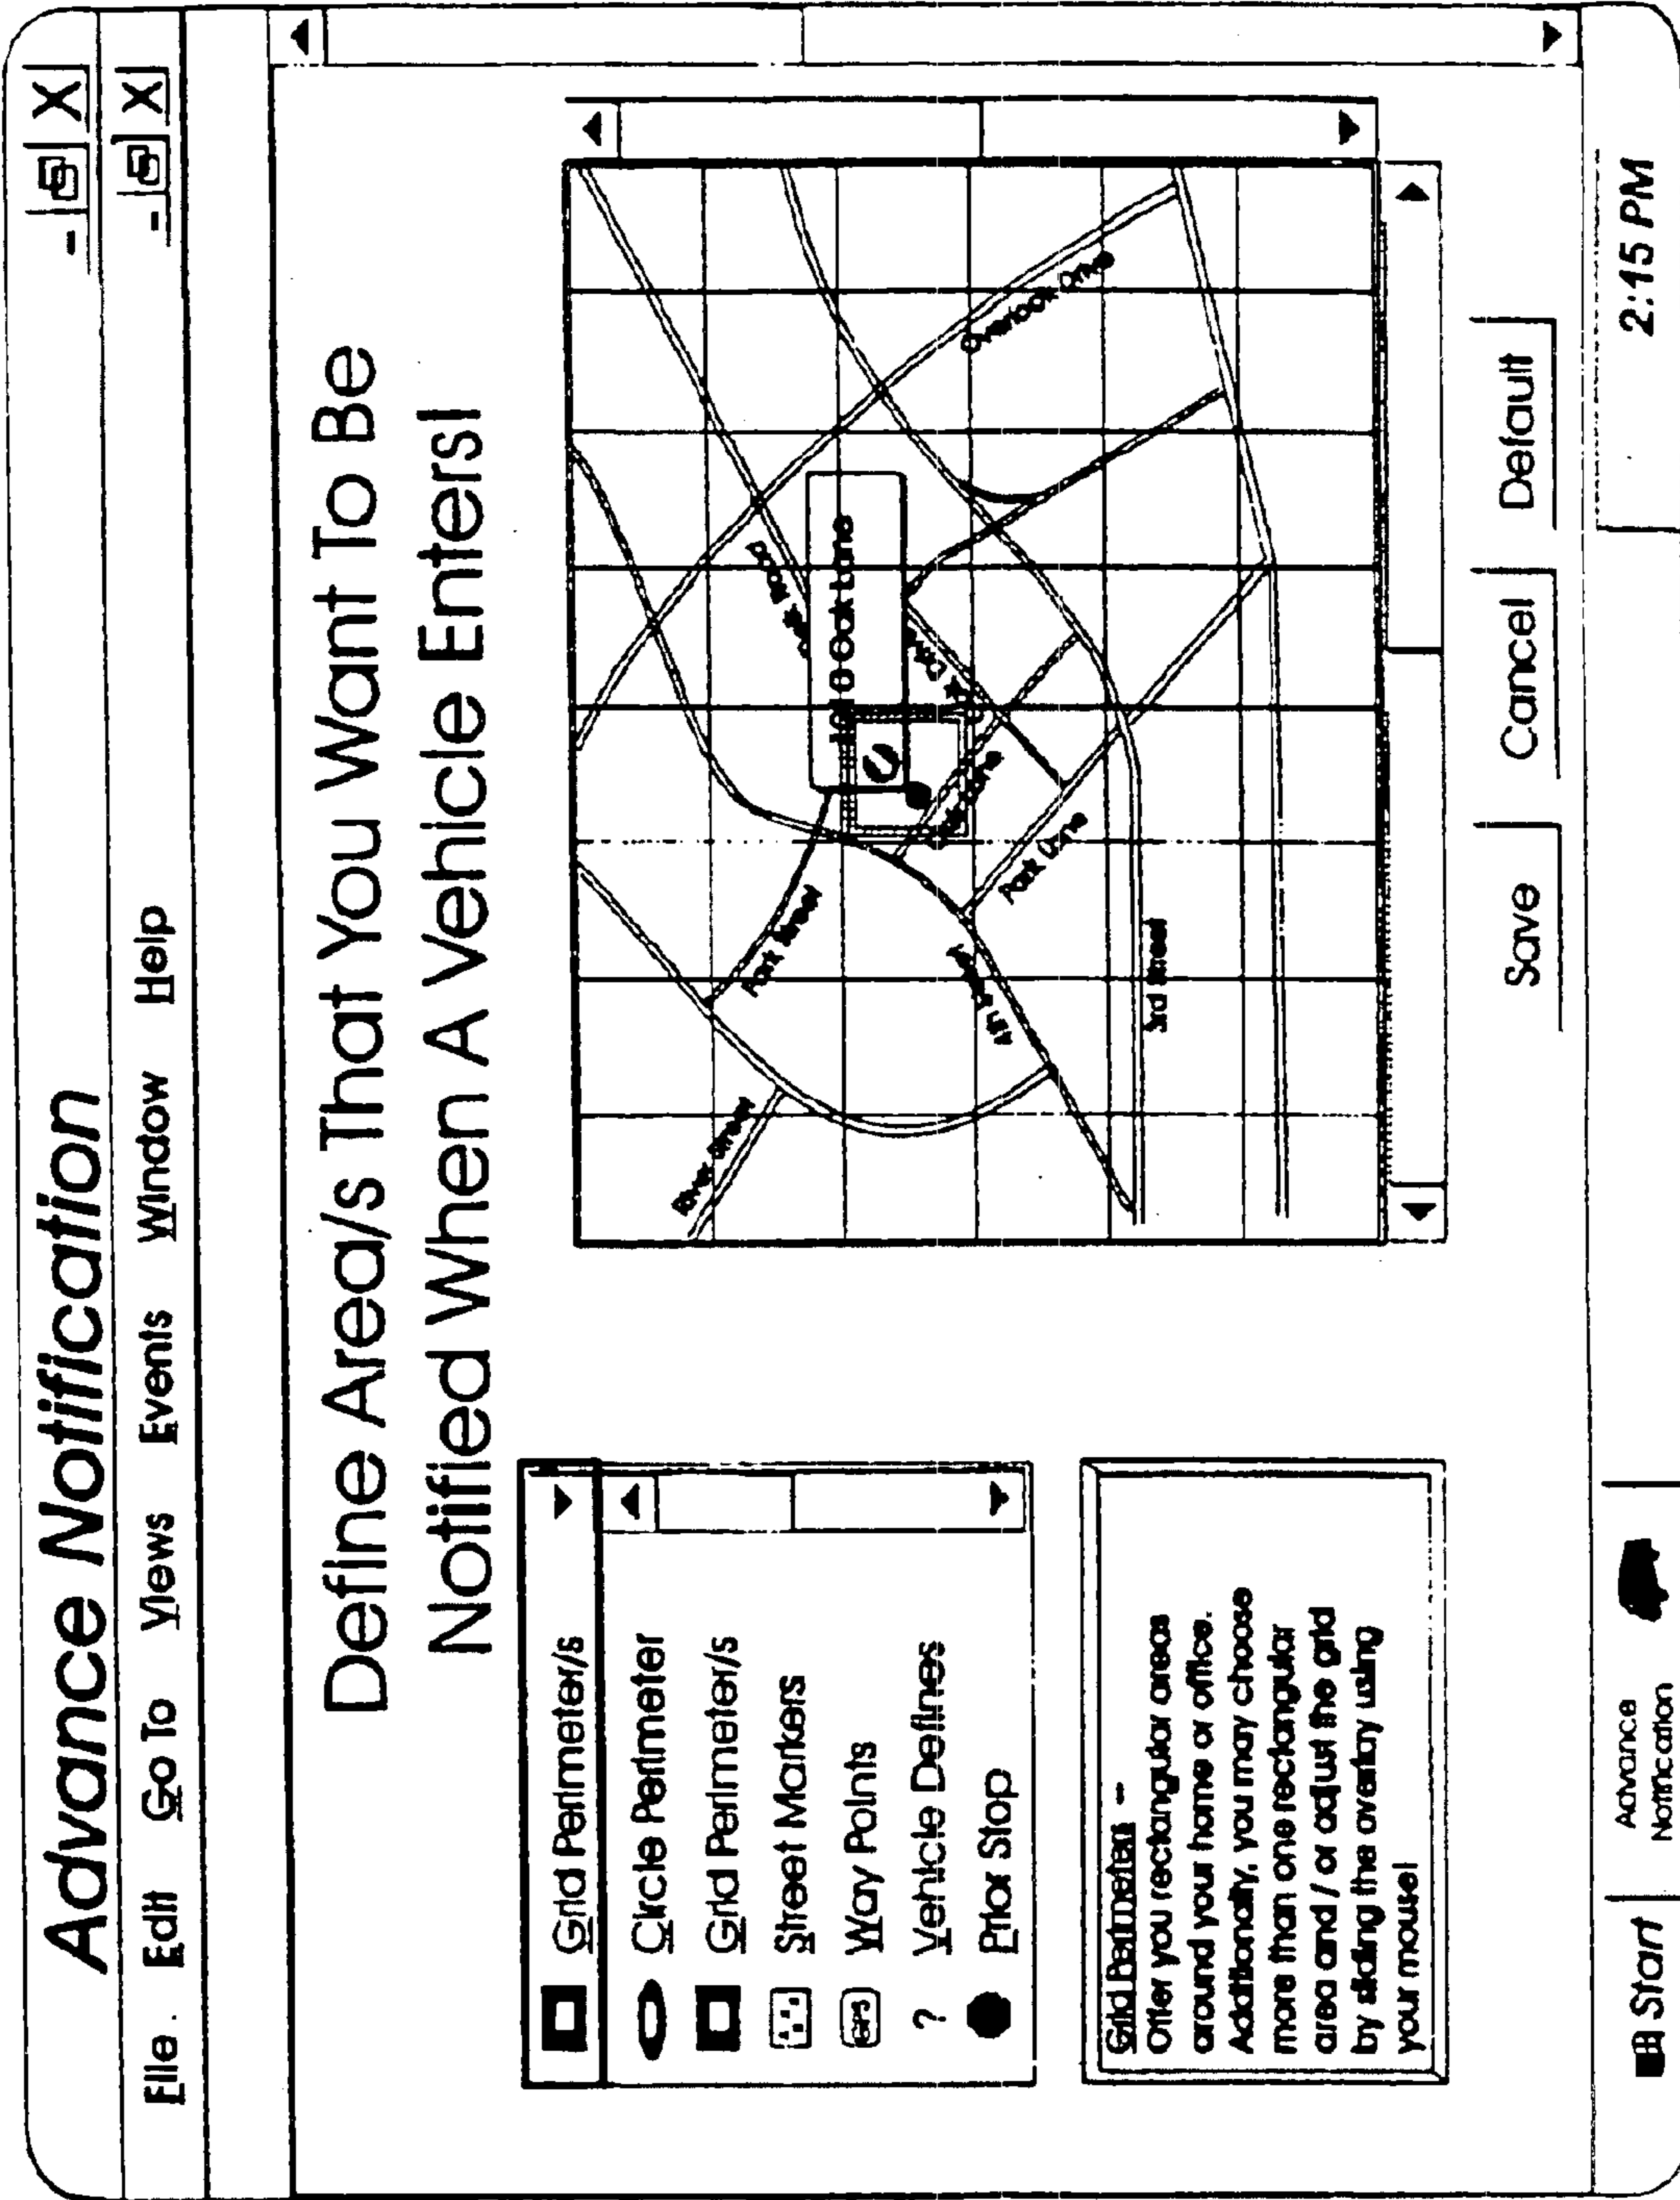 Advance Notification
File. Edit Go To Views Events Window Help
Define Area/s That You Want To Be
Notified When A Vehicle Enters!
Grid Perimeter/s
Circle Perimeter
Grid Perimeter/s
Street Markers
GPS Way Points
? Vehicle Defines
Prior Stop
Grid Perimeters --
Offer you rectangular areas
around your home or office.
Additionally, you may choose
more than one rectangular
area and / or adjust the grid
by sliding the overlay using
your mouse!
River Street
Park Street
Oak Lane
Park Lane
3rd Street
Overlook Drive
Save Cancel Default
Start
Advance
Notification
2:15 PM